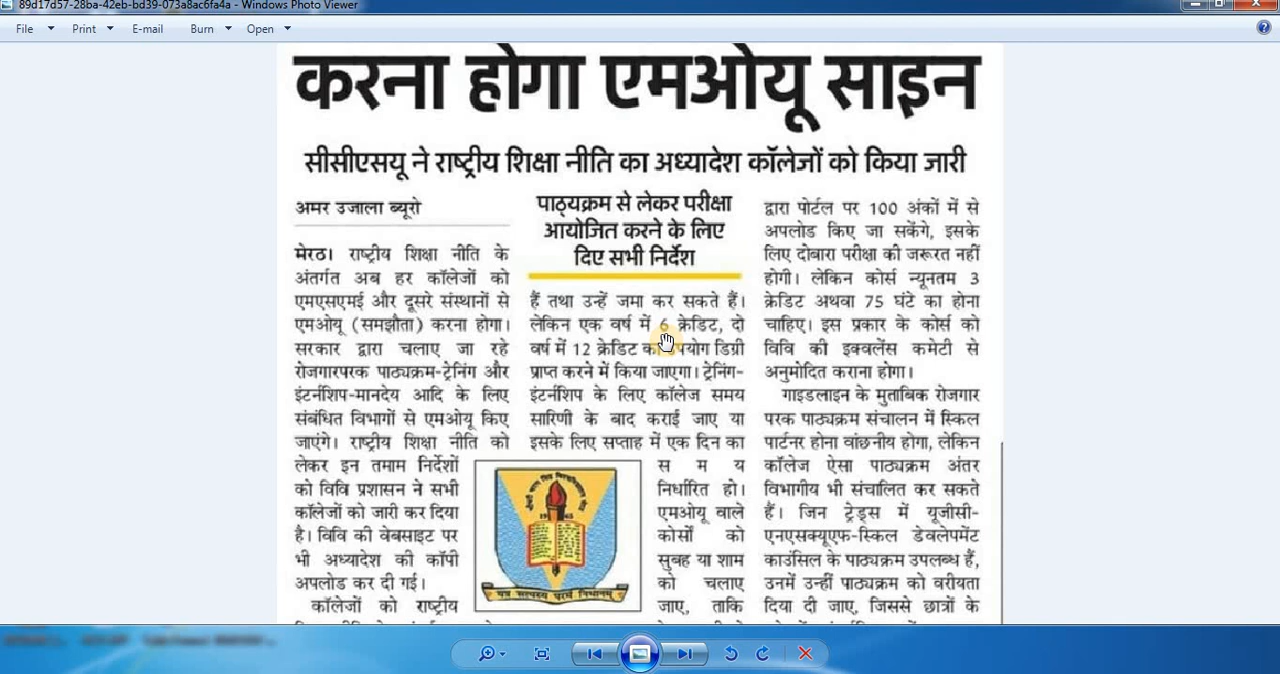 89d17d57-28ba-42eb-bd39-073a8ac6fa4a - Windows Photo Viewer
File Print E-mail Burn Open
करना होगा एमओयू साइन
सीसीएसयू ने राष्ट्रीय शिक्षा नीति का अध्यादेश कॉलेजों को किया जारी
अमर उजाला ब्यूरो
मेरठ। राष्ट्रीय शिक्षा नीति के
अंतर्गत अब हर कॉलेजों को
एमएसएमई और दूसरे संस्थानों से
एमओयू (समझौता) करना होगा।
सरकार द्वारा चलाए जा रहे
रोजगारपरक पाठ्यक्रम-ट्रेनिंग और
इंटर्नशिप-मानदेय आदि के लिए
संबंधित विभागों से एमओयू किए
जाएंगे। राष्ट्रीय शिक्षा नीति को
लेकर इन तमाम निर्देशों
को विवि प्रशासन ने सभी
कॉलेजों को जारी कर दिया
है। विवि की वेबसाइट पर
भी अध्यादेश की कॉपी
अपलोड कर दी गई।
कॉलेजों को राष्ट्रीय
पाठ्यक्रम से लेकर परीक्षा
आयोजित करने के लिए
दिए सभी निर्देश
हैं तथा उन्हें जमा कर सकते हैं।
लेकिन एक वर्ष में 6 क्रेडिट, दो
वर्ष में 12 क्रेडिट का उपयोग डिग्री
प्राप्त करने में किया जाएगा। ट्रेनिंग-
इंटर्नशिप के लिए कॉलेज समय
सारिणी के बाद कराई जाए या
इसके लिए सप्ताह में एक दिन का
स म य
निर्धारित हो।
एमओयू वाले
कोर्सों को
सुबह या शाम
को चलाए
जाए, ताकि
द्वारा पोर्टल पर 100 अंकों में से
अपलोड किए जा सकेंगे, इसके
लिए दोबारा परीक्षा की जरूरत नहीं
होगी। लेकिन कोर्स न्यूनतम 3
क्रेडिट अथवा 75 घंटे का होना
चाहिए। इस प्रकार के कोर्स को
विवि की इक्वलेंस कमेटी से
अनुमोदित कराना होगा।
गाइडलाइन के मुताबिक रोजगार
परक पाठ्यक्रम संचालन में स्किल
पार्टनर होना वांछनीय होगा, लेकिन
कॉलेज ऐसा पाठ्यक्रम अंतर
विभागीय भी संचालित कर सकते
हैं। जिन ट्रेड्स में यूजीसी-
एनएसक्यूएफ-स्किल डेवलेपमेंट
काउंसिल के पाठ्यक्रम उपलब्ध हैं,
उनमें उन्हीं पाठ्यक्रम को वरीयता
दिया दी जाए, जिससे छात्रों के